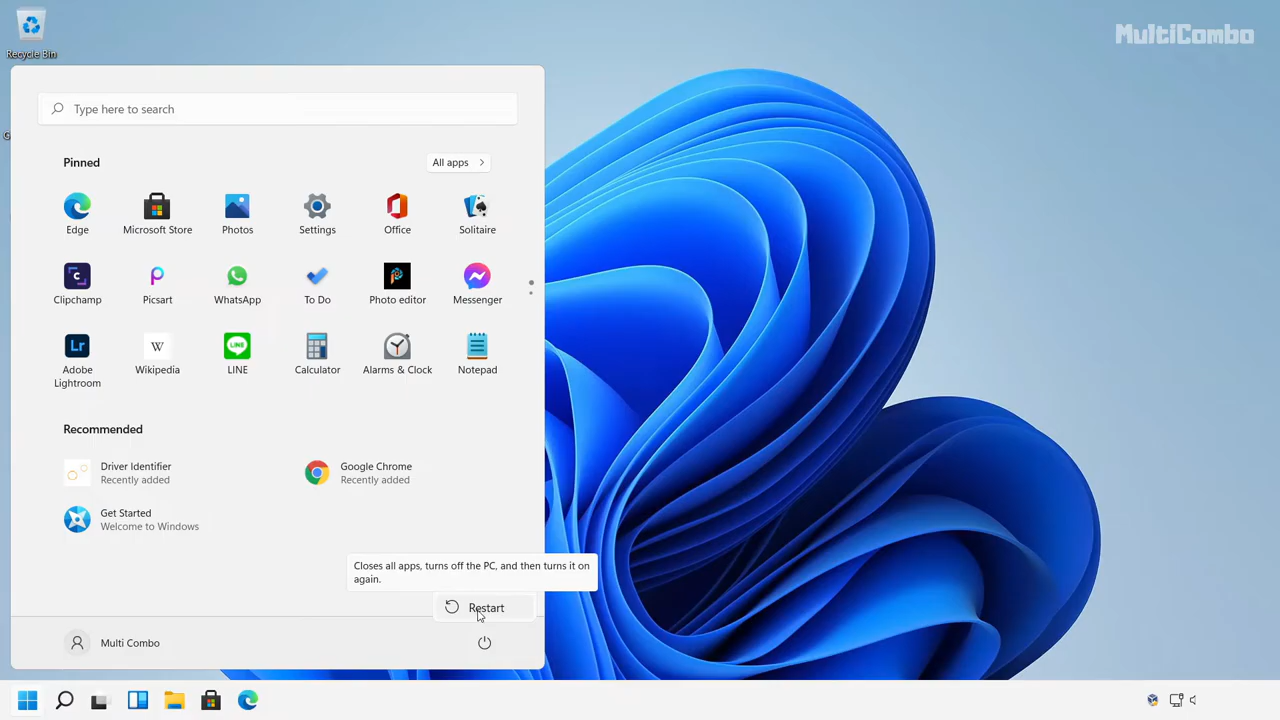 Recycle Bin
MultiCombo
Type here to search
Pinned
All apps
Edge
Microsoft Store
Photos
Settings
Office
Solitaire
Clipchamp
Picsart
WhatsApp
To Do
Photo editor
Messenger
Adobe
Lightroom
Wikipedia
LINE
Calculator
Alarms & Clock
Notepad
Recommended
Driver Identifier
Recently added
Google Chrome
Recently added
Get Started
Welcome to Windows
Closes all apps, turns off the PC, and then turns it on
again.
Restart
Multi Combo